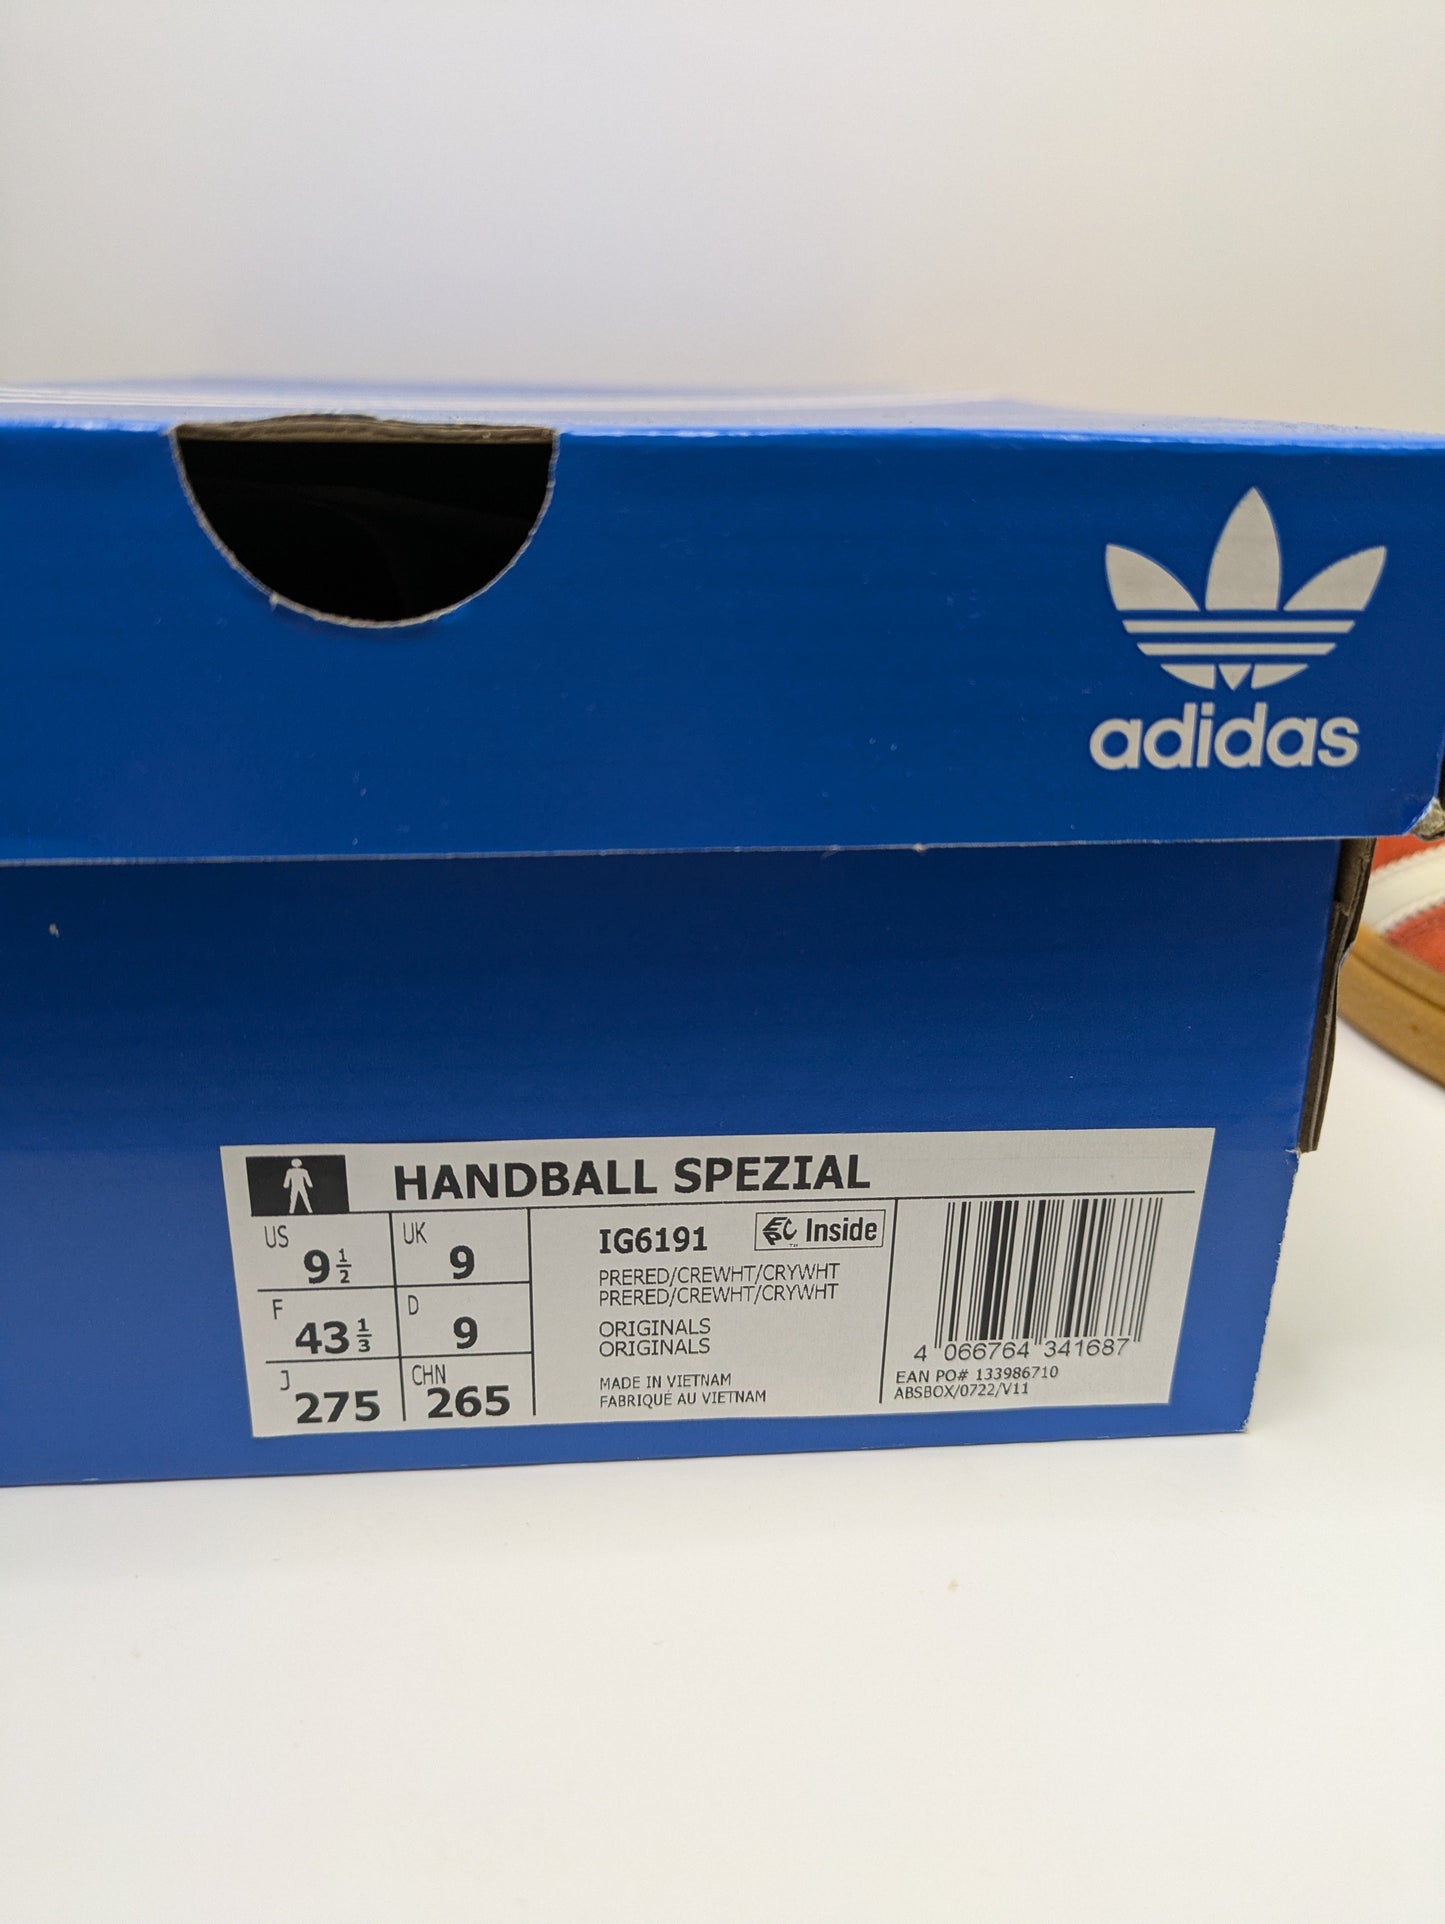 adidas
HANDBALL SPEZIAL
US 9 1/2
UK 9
F 43 1/3
D 9
J 275
CHN 265
IG6191
EPC Inside
™
PRERED/CREWHT/CRYWHT
PRERED/CREWHT/CRYWHT
ORIGINALS
ORIGINALS
MADE IN VIETNAM
FABRIQUÉ AU VIETNAM
4 066764 341687
EAN PO# 133986710
ABSBOX/0722/V11